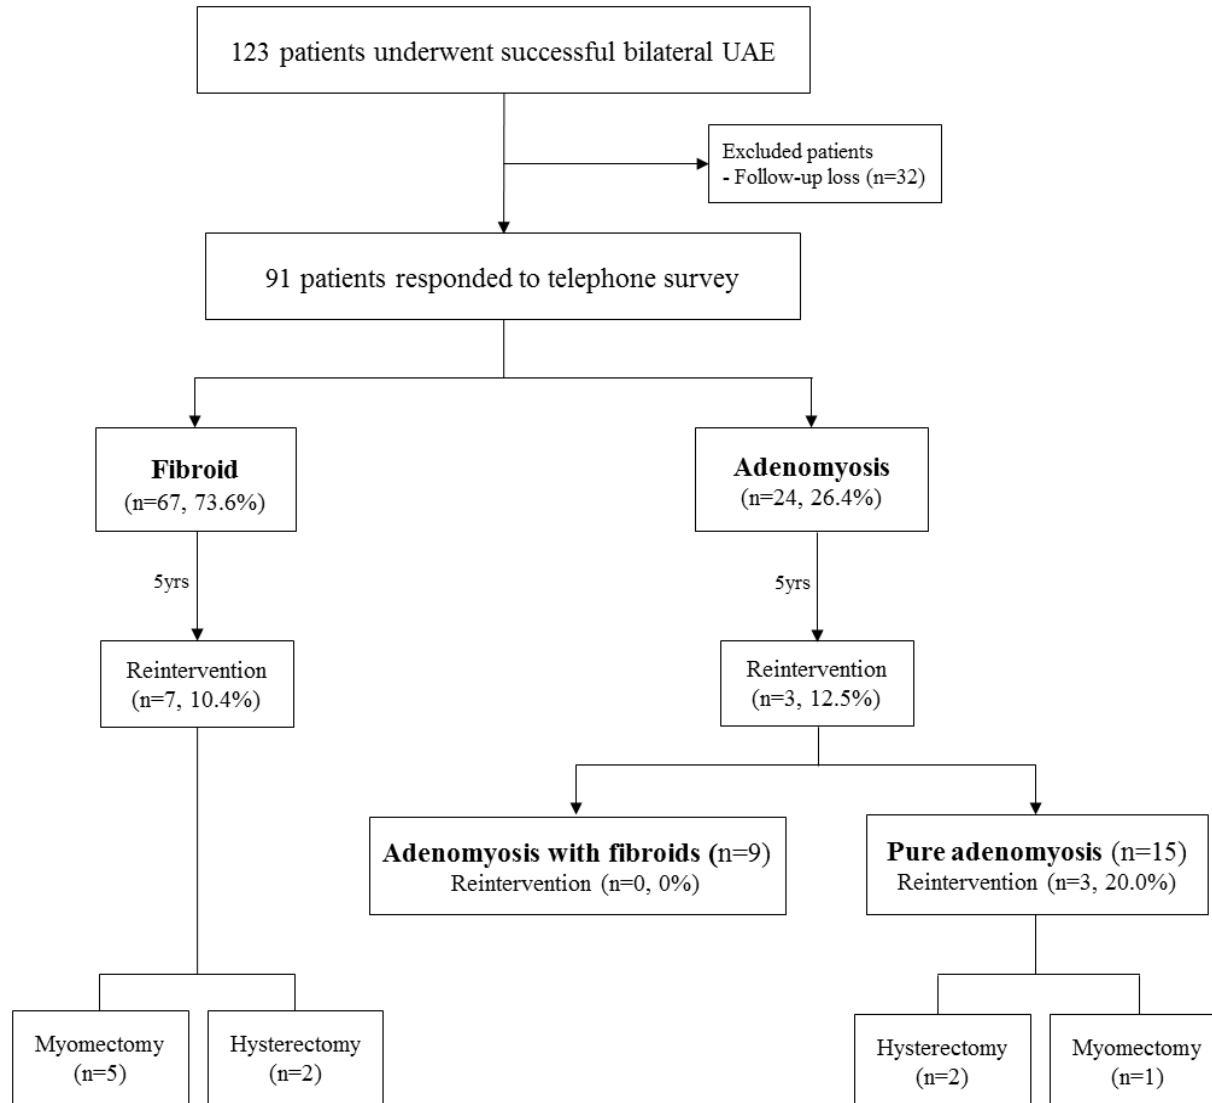 123 patients underwent successful bilateral UAE
Excluded patients
- Follow-up loss (n=32)
91 patients responded to telephone survey
Fibroid
(n=67, 73.6%)
Adenomyosis
(n=24, 26.4%)
5yrs
5yrs
Reintervention
(n=7, 10.4%)
Reintervention
(n=3, 12.5%)
Adenomyosis with fibroids (n=9)
Reintervention (n=0, 0%)
Pure adenomyosis (n=15)
Reintervention (n=3, 20.0%)
Myomectomy
(n=5)
Hysterectomy
(n=2)
Hysterectomy
(n=2)
Myomectomy
(n=1)